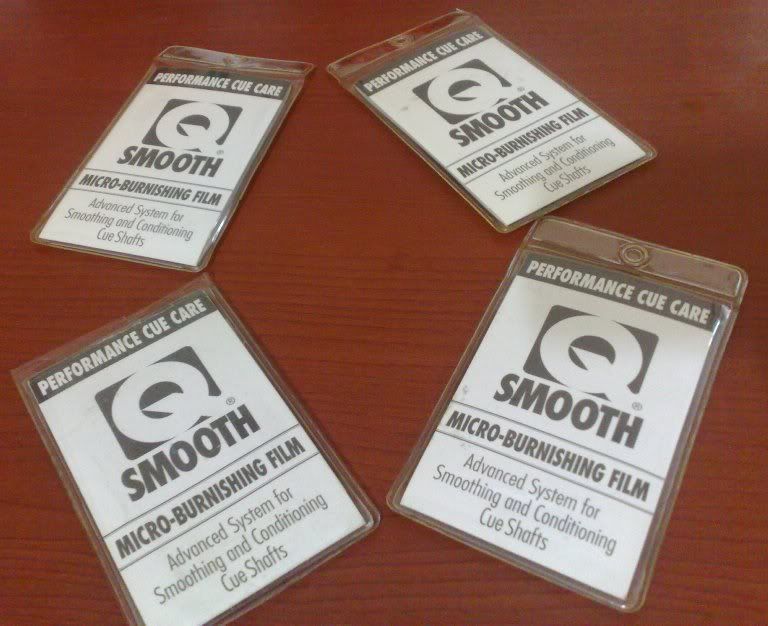 PERFORMANCE CUE CARE
Q
SMOOTH®
MICRO-BURNISHING FILM
Advanced System for
Smoothing and Conditioning
Cue Shafts
PERFORMANCE CUE CARE
Q
SMOOTH®
MICRO-BURNISHING FILM
Advanced System for
Smoothing and Conditioning
Cue Shafts
PERFORMANCE CUE CARE
Q
SMOOTH®
MICRO-BURNISHING FILM
Advanced System for
Smoothing and Conditioning
Cue Shafts
PERFORMANCE CUE CARE
Q
SMOOTH®
MICRO-BURNISHING FILM
Advanced System for
Smoothing and Conditioning
Cue Shafts